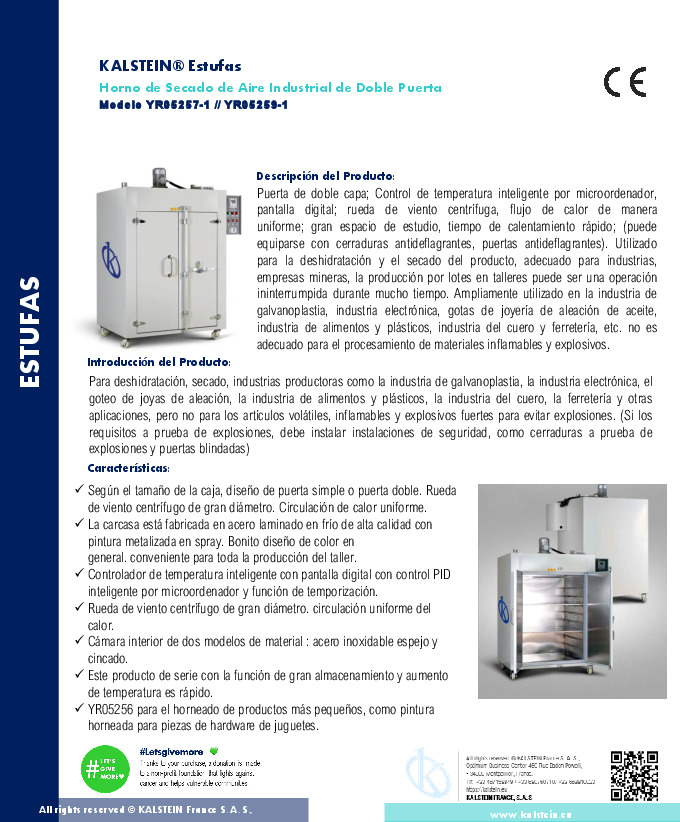 KALSTEIN® Estufas
Horno de Secado de Aire Industrial de Doble Puerta
Modelo YR05257-1 // YR05259-1
CE
ESTUFAS
Descripción del Producto:
Puerta de doble capa; Control de temperatura inteligente por microordenador,
pantalla digital; rueda de viento centrífuga, flujo de calor de manera
uniforme; gran espacio de estudio, tiempo de calentamiento rápido; (puede
equiparse con cerraduras antideflagrantes, puertas antideflagrantes). Utilizado
para la deshidratación y el secado del producto, adecuado para industrias,
empresas mineras, la producción por lotes en talleres puede ser una operación
ininterrumpida durante mucho tiempo. Ampliamente utilizado en la industria de
galvanoplastia, industria electrónica, gotas de joyería de aleación de aceite,
industria de alimentos y plásticos, industria del cuero y ferretería, etc. no es
adecuado para el procesamiento de materiales inflamables y explosivos.
Introducción del Producto:
Para deshidratación, secado, industrias productoras como la industria de galvanoplastia, la industria electrónica, el
goteo de joyas de aleación, la industria de alimentos y plásticos, la industria del cuero, la ferretería y otras
aplicaciones, pero no para los artículos volátiles, inflamables y explosivos fuertes para evitar explosiones. (Si los
requisitos a prueba de explosiones, debe instalar instalaciones de seguridad, como cerraduras a prueba de
explosiones y puertas blindadas)
Características:
✓ Según el tamaño de la caja, diseño de puerta simple o puerta doble. Rueda
de viento centrífugo de gran diámetro. Circulación de calor uniforme.
✓ La carcasa está fabricada en acero laminado en frío de alta calidad con
pintura metalizada en spray. Bonito diseño de color en
general. conveniente para toda la producción del taller.
✓ Controlador de temperatura inteligente con pantalla digital con control PID
inteligente por microordenador y función de temporización.
✓ Rueda de viento centrífugo de gran diámetro. circulación uniforme del
calor.
✓ Cámara interior de dos modelos de material : acero inoxidable espejo y
cincado.
✓ Este producto de serie con la función de gran almacenamiento y aumento
de temperatura es rápido.
✓ YR05256 para el horneado de productos más pequeños, como pintura
horneada para piezas de hardware de juguetes.
#LET'S
GIVE
MORE
#Letsgivemore
Thanks to your purchase, a donation is made
to a non-profit foundation that fights against
cancer and helps vulnerable communities
All rights reserved © KALSTEIN France S. A. S.,
Optimum Business Center 450 Rue Baden Powell,
34000 Montpellier, France.
https://kalstein.eu
KALSTEIN FRANCE, S.A.S
All rights reserved © KALSTEIN France S.A.S.,
www.kalstein.eu